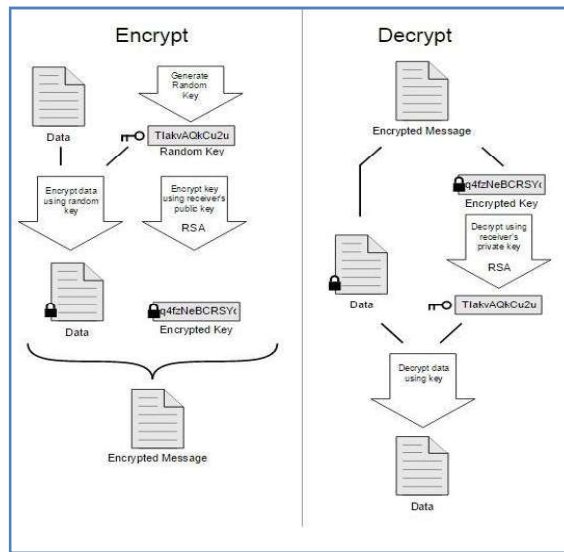 Encrypt
Generate
Random
Key
Data
TIakvAQkCu2u
Random Key
Encrypt data
using random
key
Encrypt key
using receiver's
public key
RSA
Data
q4fzNeBCRSYc
Encrypted Key
Encrypted Message
Decrypt
Encrypted Message
q4fzNeBCRSYc
Encrypted Key
Decrypt using
receiver's
private key
RSA
Data
TIakvAQkCu2u
Decrypt data
using key
Data